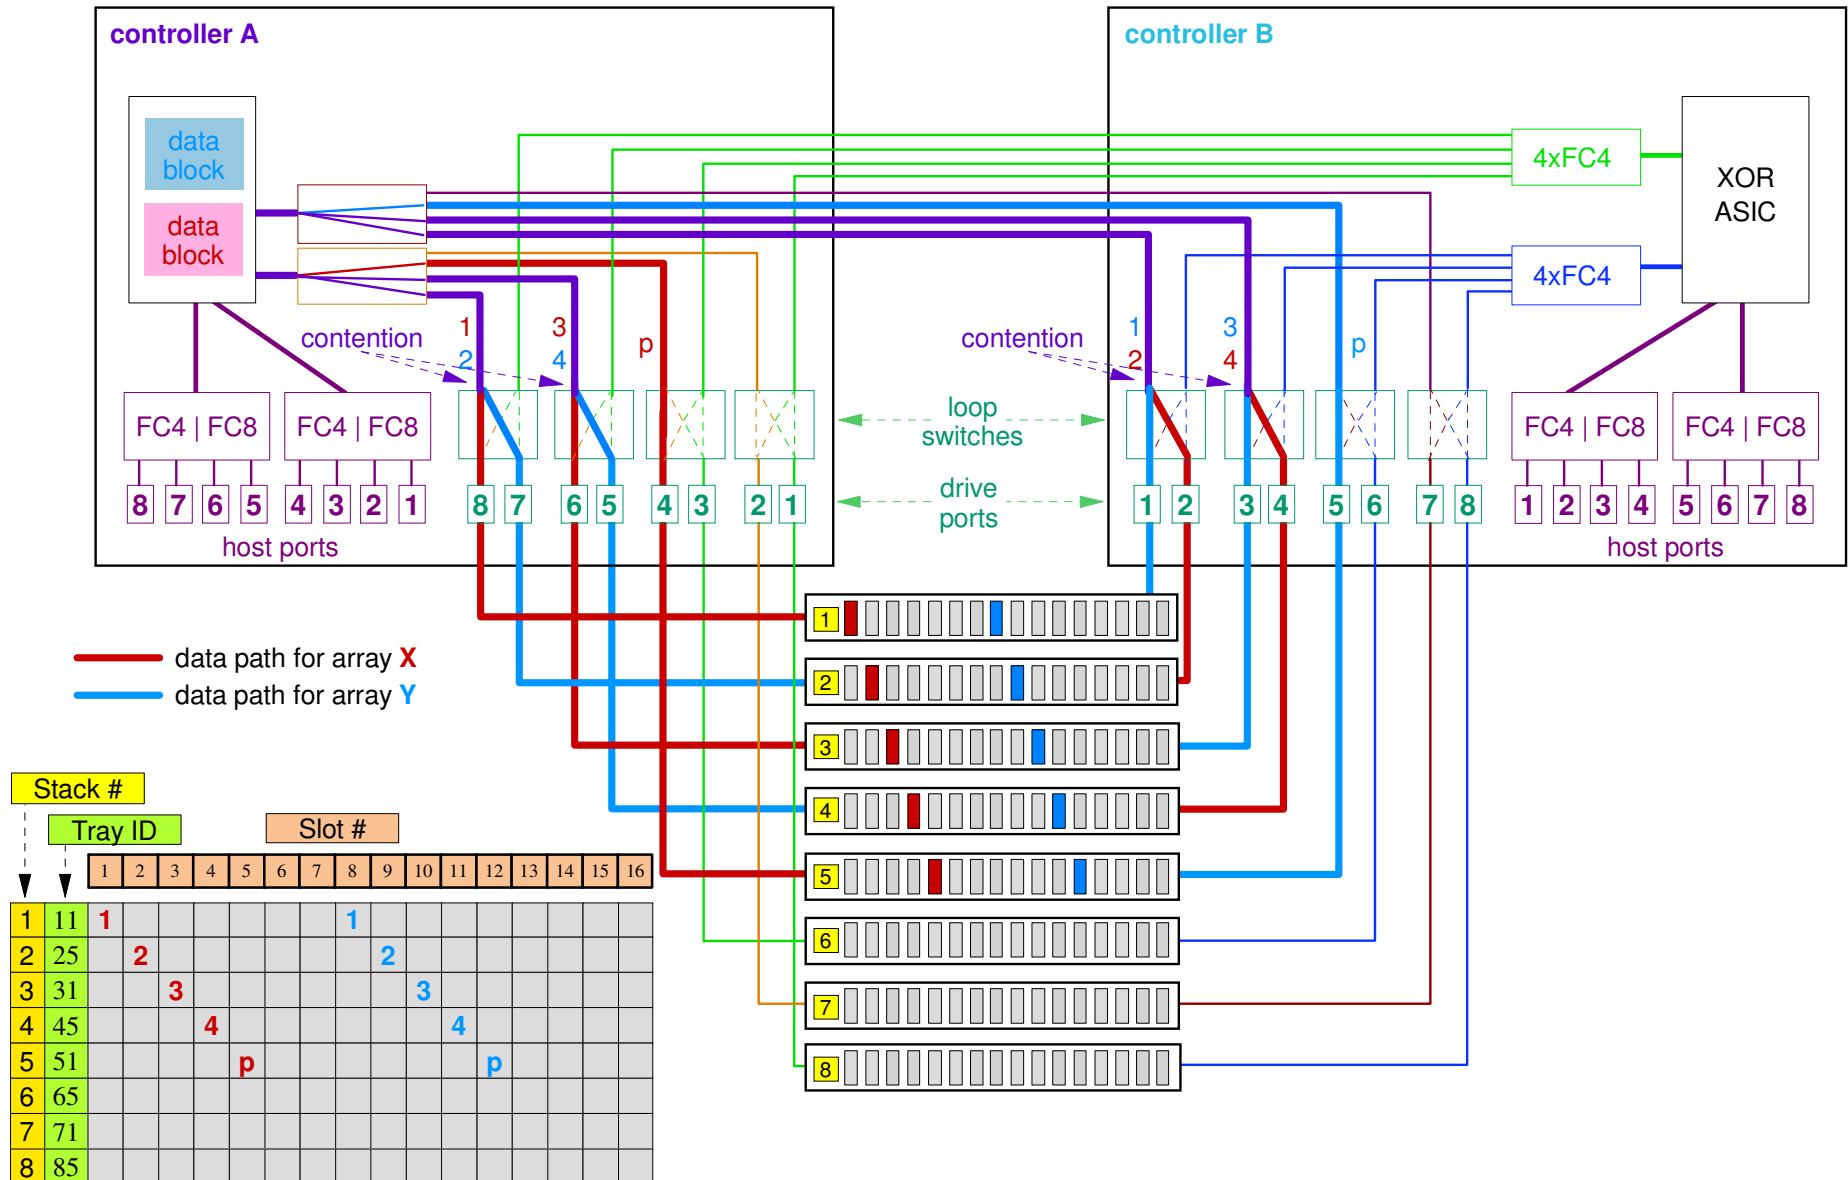 controller A
controller B
data
block
data
block
4xFC4
XOR
ASIC
4xFC4
contention
1
2
3
4
p
contention
1
2
3
4
p
FC4 | FC8
FC4 | FC8
loop
switches
FC4 | FC8
FC4 | FC8
8 7 6 5 4 3 2 1
8 7 6 5 4 3 2 1
drive
ports
1 2 3 4 5 6 7 8
1 2 3 4 5 6 7 8
host ports
host ports
1
2
3
4
5
6
7
8
data path for array X
data path for array Y
Stack #
Tray ID
Slot #
1 2 3 4 5 6 7 8 9 10 11 12 13 14 15 16
1 11 1 1
2 25 2 2
3 31 3 3
4 45 4 4
5 51 p p
6 65
7 71
8 85